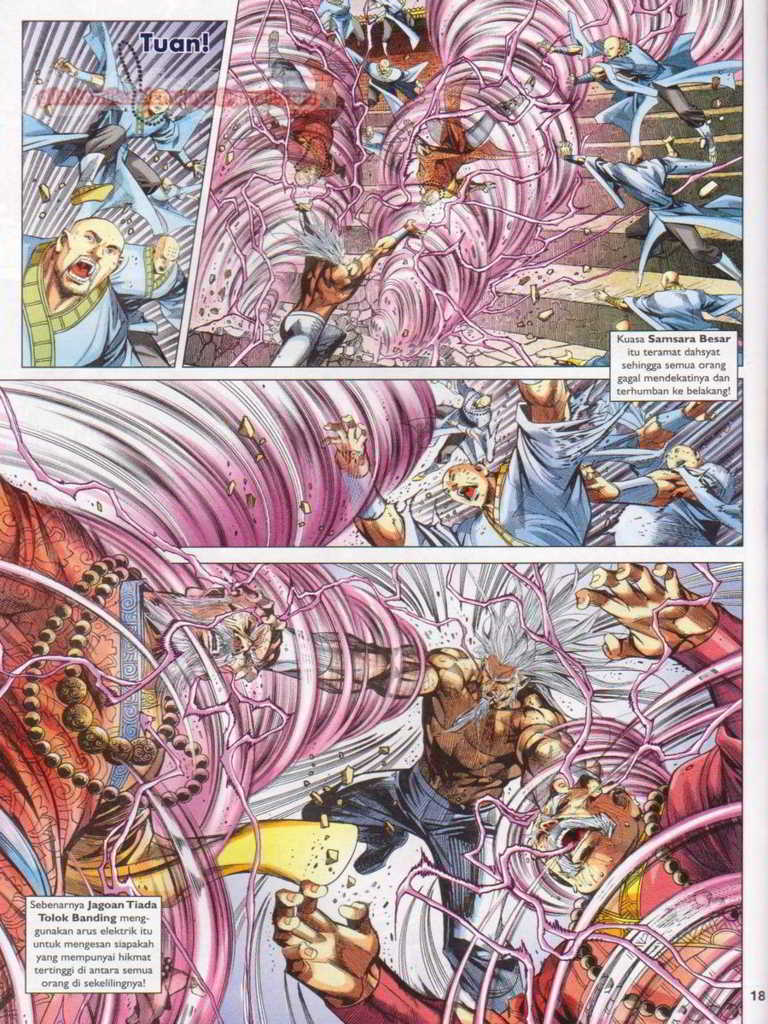 Tuan!
Kuasa Samsara Besar
itu teramat dahsyat
sehingga semua orang
gagal mendekatinya dan
terhumban ke belakang!
Sebenarnya Jagoan Tiada
Tolok Banding meng-
gunakan arus elektrik itu
untuk mengesan siapakah
yang mempunyai hikmat
tertinggi di antara semua
orang di sekelilingnya!
18